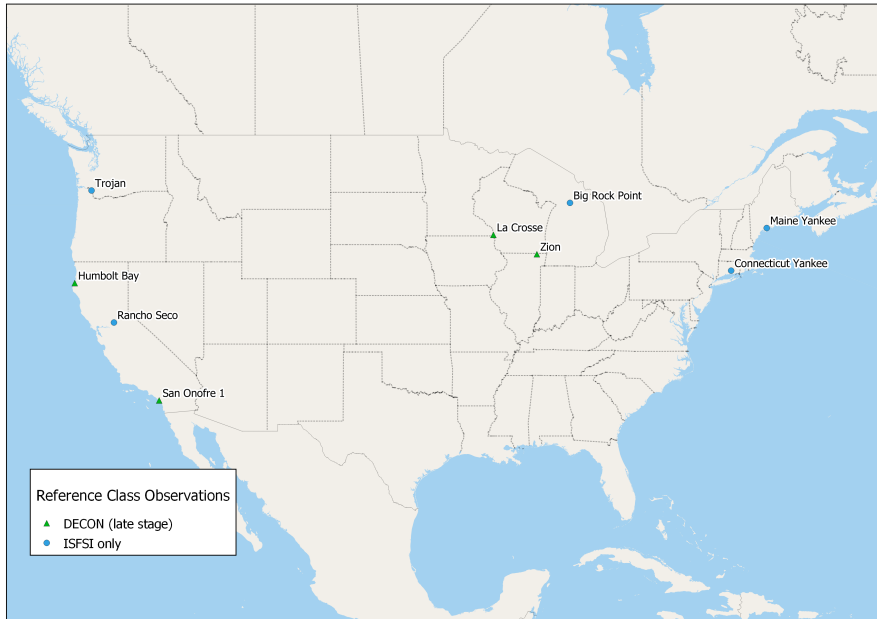 Trojan
Big Rock Point
La Crosse
Maine Yankee
Zion
Connecticut Yankee
Humbolt Bay
Rancho Seco
San Onofre 1
Reference Class Observations
DECON (late stage)
ISFSI only